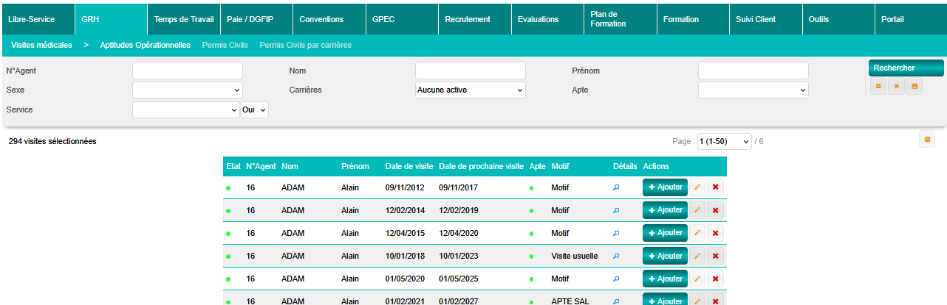 Libre-Service GRH Temps de Travail Paie / DGFIP Conventions GPEC Recrutement Evaluations Plan de Formation Formation Suivi Client Outils Portail
Visites médicales > Aptitudes Opérationnelles Permis Civils Permis Civils par carrières
N°Agent Nom Prénom Rechercher
Sexe Carrières Aucune active Apte
Service Oui
294 visites sélectionnées Page : 1 (1-50) / 6
Etat N°Agent Nom Prénom Date de visite Date de prochaine visite Apte Motif Détails Actions
16 ADAM Alain 09/11/2012 09/11/2017 Motif + Ajouter
16 ADAM Alain 12/02/2014 12/02/2019 Motif + Ajouter
16 ADAM Alain 12/04/2015 12/04/2020 Motif + Ajouter
16 ADAM Alain 10/01/2018 10/01/2023 Visite usuelle + Ajouter
16 ADAM Alain 01/05/2020 01/05/2025 Motif + Ajouter
16 ADAM Alain 01/02/2021 01/02/2027 APTE SAL + Ajouter